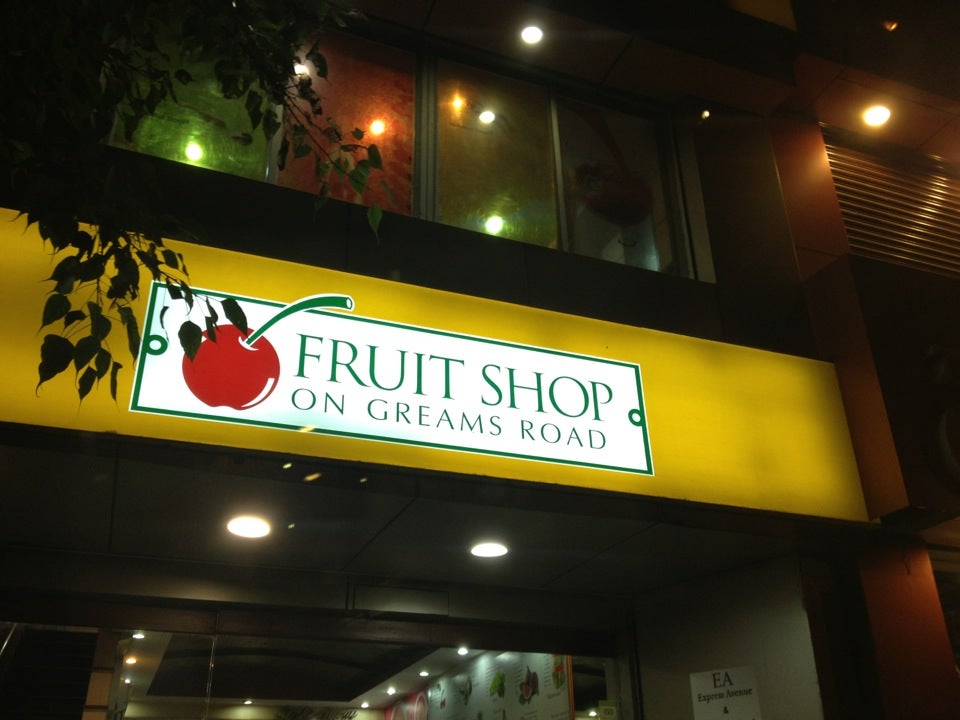 FRUIT SHOP
ON GREAMS ROAD
EA
Express Avenue
&